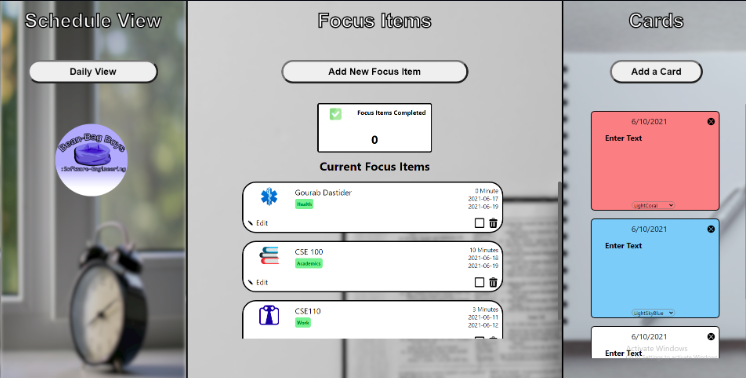 Schedule View
Daily View
Bean-Bag Boys
:Software-Engineering
Focus Items
Add New Focus Item
Focus Items Completed
0
Current Focus Items
Gourab Dastider
Health
Edit
0 Minute
2021-06-17
2021-06-19
CSE 100
Academics
Edit
10 Minutes
2021-06-18
2021-06-19
CSE110
Work
3 Minutes
2021-06-11
2021-06-12
Cards
Add a Card
6/10/2021
Enter Text
LightCoral
6/10/2021
Enter Text
LightSkyBlue
6/10/2021
Enter Text
Activate Windows